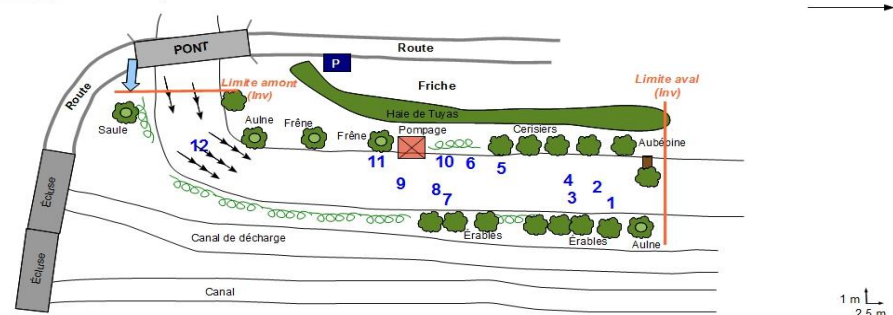 PONT
Route
P
Route
Limite amont
(Inv)
Friche
Limite aval
(Inv)
Saule
Aulne
Frêne
Frêne
Haie de Tuyas
Pompage
Cerisiers
Aubépine
12
11
10
6
5
9
8
7
4
2
3
1
Écluse
Écluse
Canal de décharge
Érables
Érables
Aulne
Canal
1 m
2.5 m